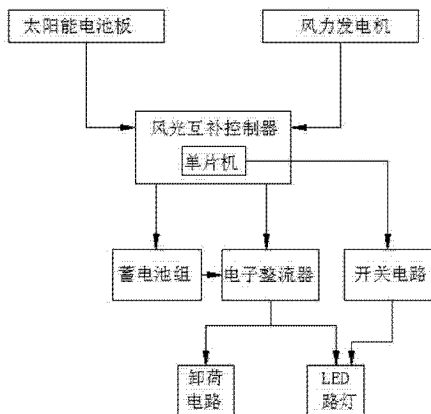 太阳能电池板
风力发电机
风光互补控制器
单片机
蓄电池组
电子整流器
开关电路
卸荷
电路
LED
路灯